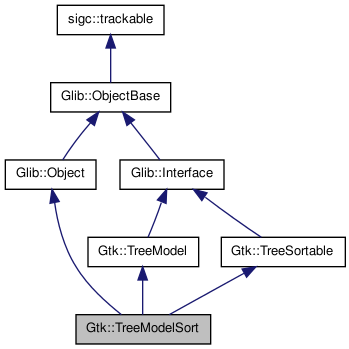 sigc::trackable
Glib::ObjectBase
Glib::Object
Glib::Interface
Gtk::TreeModel
Gtk::TreeSortable
Gtk::TreeModelSort